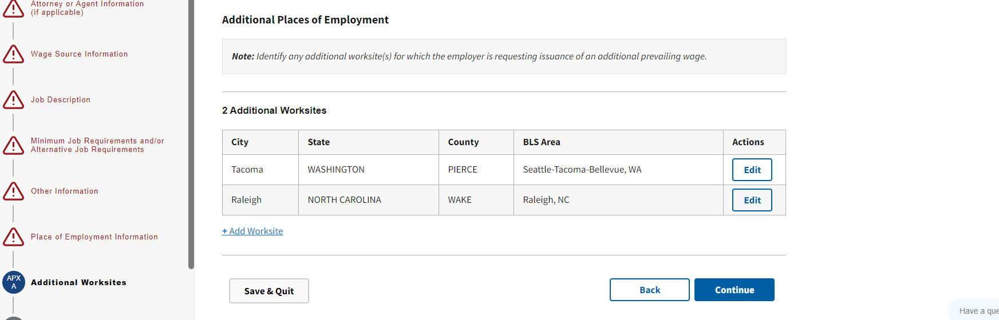 Attorney or Agent Information
(if applicable)
Wage Source Information
Job Description
Minimum Job Requirements and/or
Alternative Job Requirements
Other Information
Place of Employment Information
APX
A
Additional Worksites
Additional Places of Employment
Note: Identify any additional worksite(s) for which the employer is requesting issuance of an additional prevailing wage.
2 Additional Worksites
City State County BLS Area Actions
Tacoma WASHINGTON PIERCE Seattle-Tacoma-Bellevue, WA Edit
Raleigh NORTH CAROLINA WAKE Raleigh, NC Edit
+ Add Worksite
Save & Quit Back Continue
Have a que